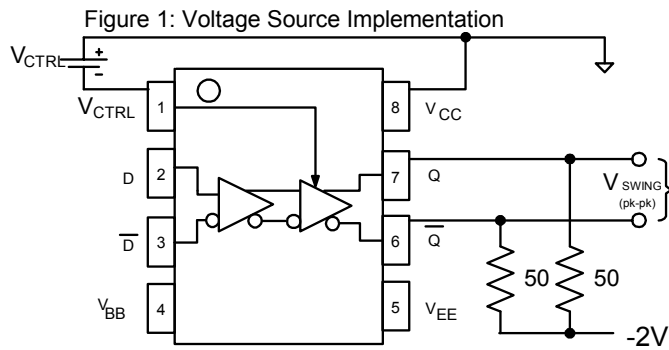 Figure 1: Voltage Source Implementation
VCTRL
+
-
VCTRL
1
8
VCC
D
2
7
Q
VSWING
(pk-pk)
D
3
6
Q
50
50
VBB
4
5
VEE
-2V